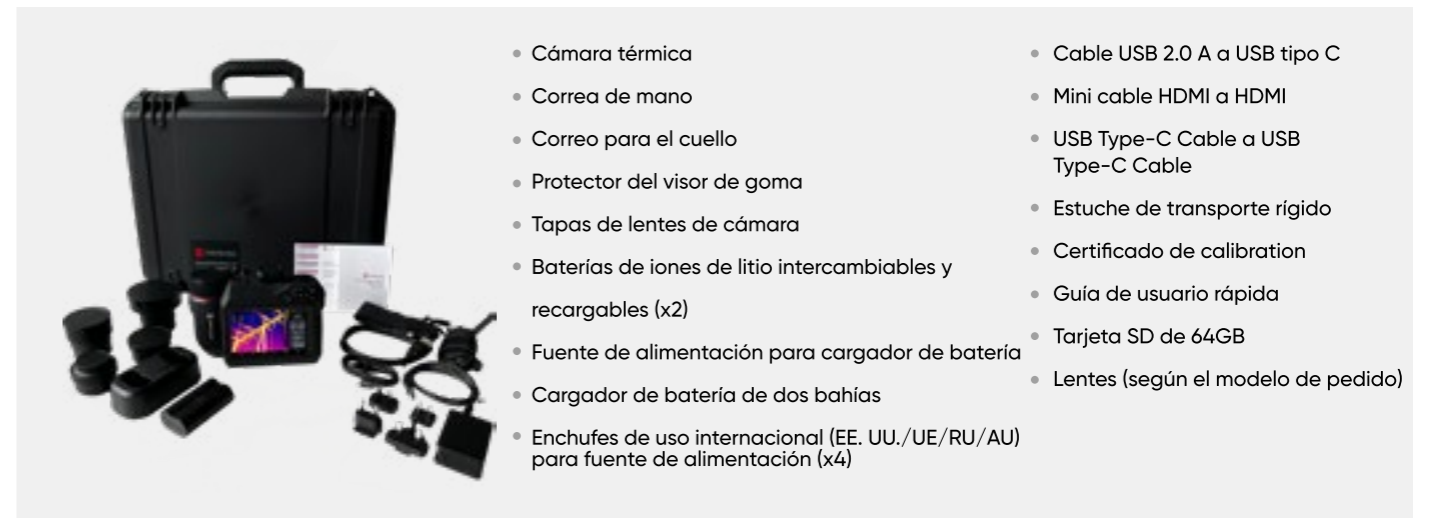 Cámara térmica
Correa de mano
Correo para el cuello
Protector del visor de goma
Tapas de lentes de cámara
Baterías de iones de litio intercambiables y
recargables (x2)
Fuente de alimentación para cargador de batería
Cargador de batería de dos bahías
Enchufes de uso internacional (EE. UU./UE/RU/AU)
para fuente de alimentación (x4)
Cable USB 2.0 A a USB tipo C
Mini cable HDMI a HDMI
USB Type-C Cable a USB
Type-C Cable
Estuche de transporte rígido
Certificado de calibration
Guía de usuario rápida
Tarjeta SD de 64GB
Lentes (según el modelo de pedido)